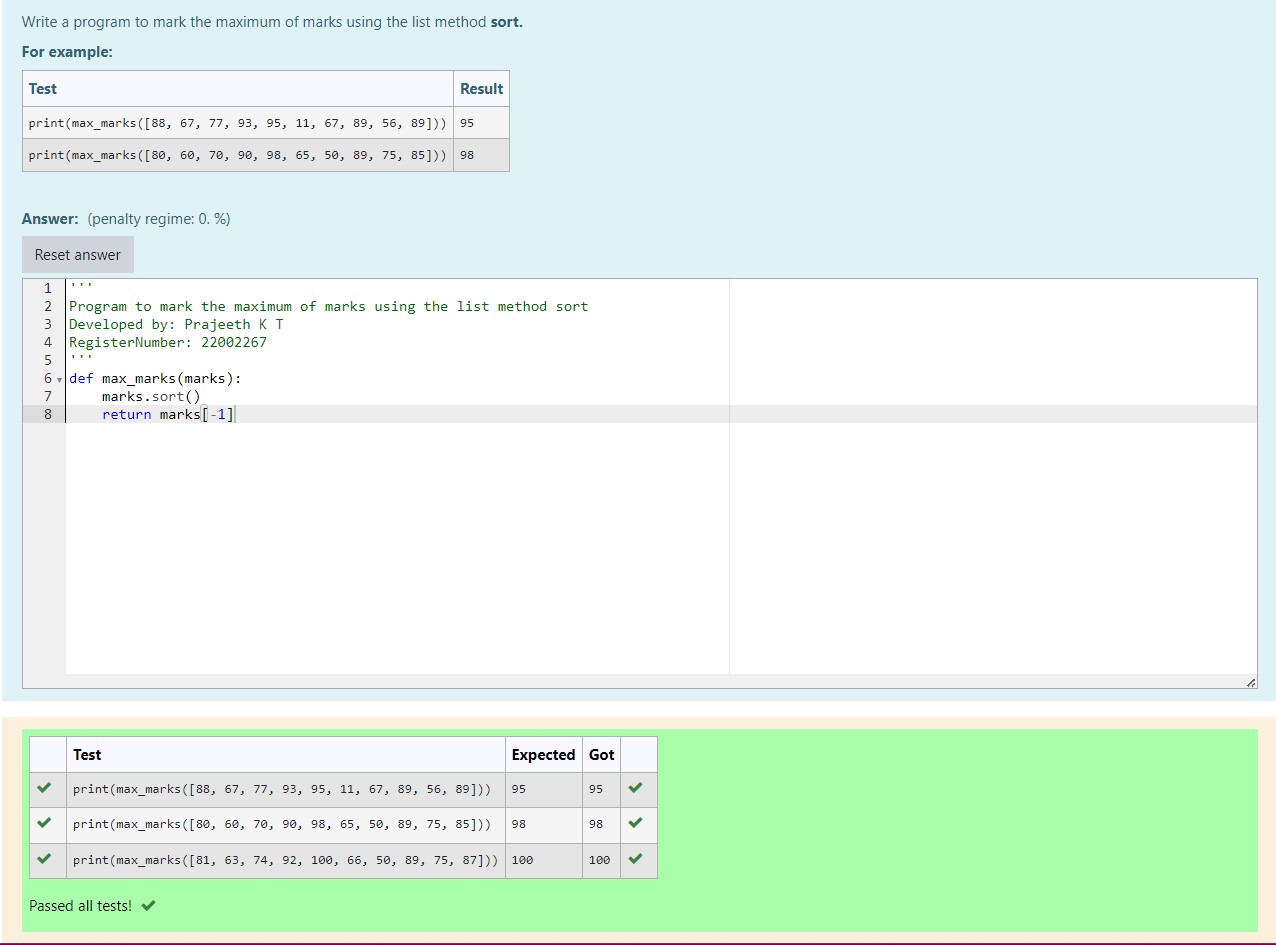 Write a program to mark the maximum of marks using the list method sort.
For example:
Test Result
print(max_marks([88, 67, 77, 93, 95, 11, 67, 89, 56, 89])) 95
print(max_marks([80, 60, 70, 90, 98, 65, 50, 89, 75, 85])) 98
Answer: (penalty regime: 0. %)
Reset answer
1 '''
2 Program to mark the maximum of marks using the list method sort
3 Developed by: Prajeeth K T
4 RegisterNumber: 22002267
5 '''
6 def max_marks(marks):
7     marks.sort()
8     return marks[-1]
Test Expected Got
print(max_marks([88, 67, 77, 93, 95, 11, 67, 89, 56, 89])) 95 95
print(max_marks([80, 60, 70, 90, 98, 65, 50, 89, 75, 85])) 98 98
print(max_marks([81, 63, 74, 92, 100, 66, 50, 89, 75, 87])) 100 100
Passed all tests!